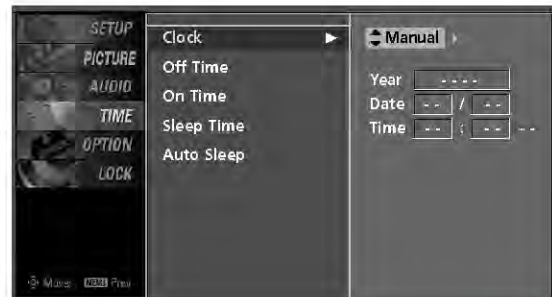 SETUP
PICTURE
AUDIO
TIME
OPTION
LOCK
Move MENU Prev
Clock ▶
Off Time
On Time
Sleep Time
Auto Sleep
Manual
Year - - - -
Date - - / - -
Time - - : - - - -